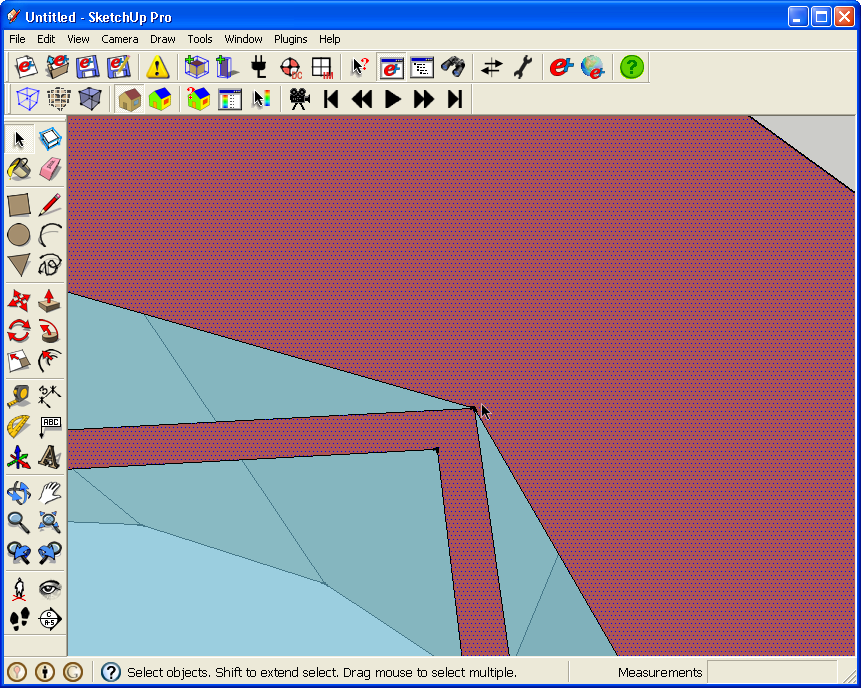 Untitled - SketchUp Pro
File Edit View Camera Draw Tools Window Plugins Help
ABC
A
Select objects. Shift to extend select. Drag mouse to select multiple.
Measurements